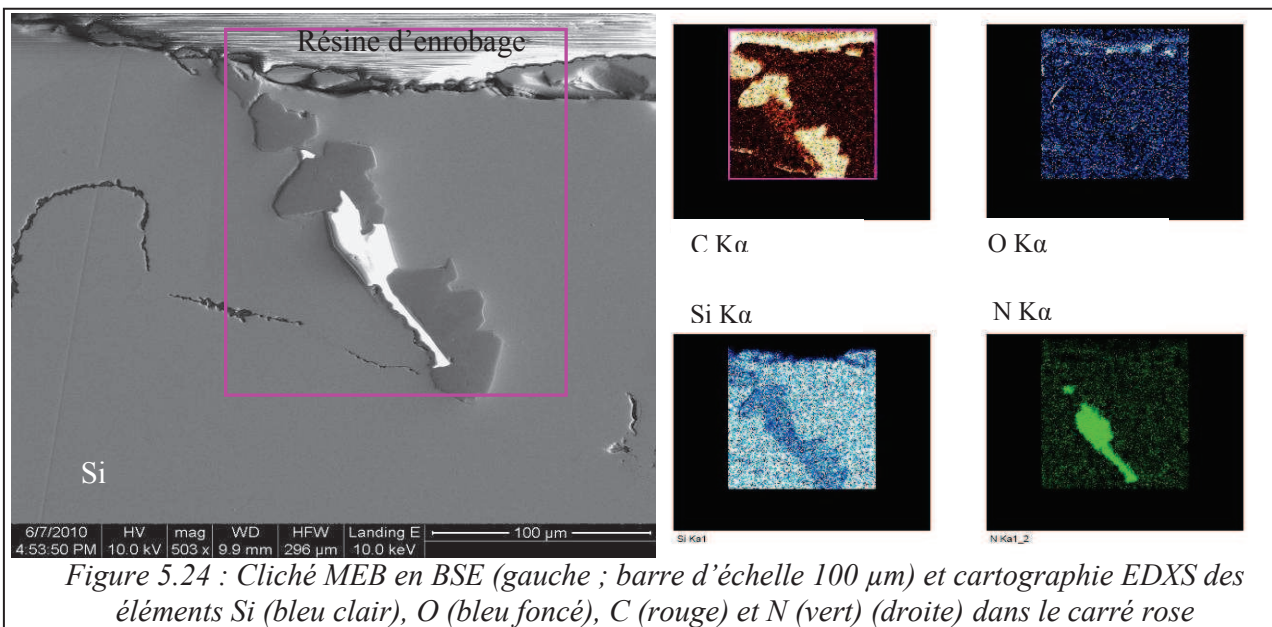 Résine d'enrobage
Si
6/7/2010 HV mag WD HFW Landing E 100 µm
4:53:50 PM 10.0 kV 503 x 9.9 mm 296 µm 10.0 keV
C Kα
O Kα
Si Kα
N Kα
Si Ka1
N Ka1_2
Figure 5.24 : Cliché MEB en BSE (gauche ; barre d'échelle 100 µm) et cartographie EDXS des
éléments Si (bleu clair), O (bleu foncé), C (rouge) et N (vert) (droite) dans le carré rose